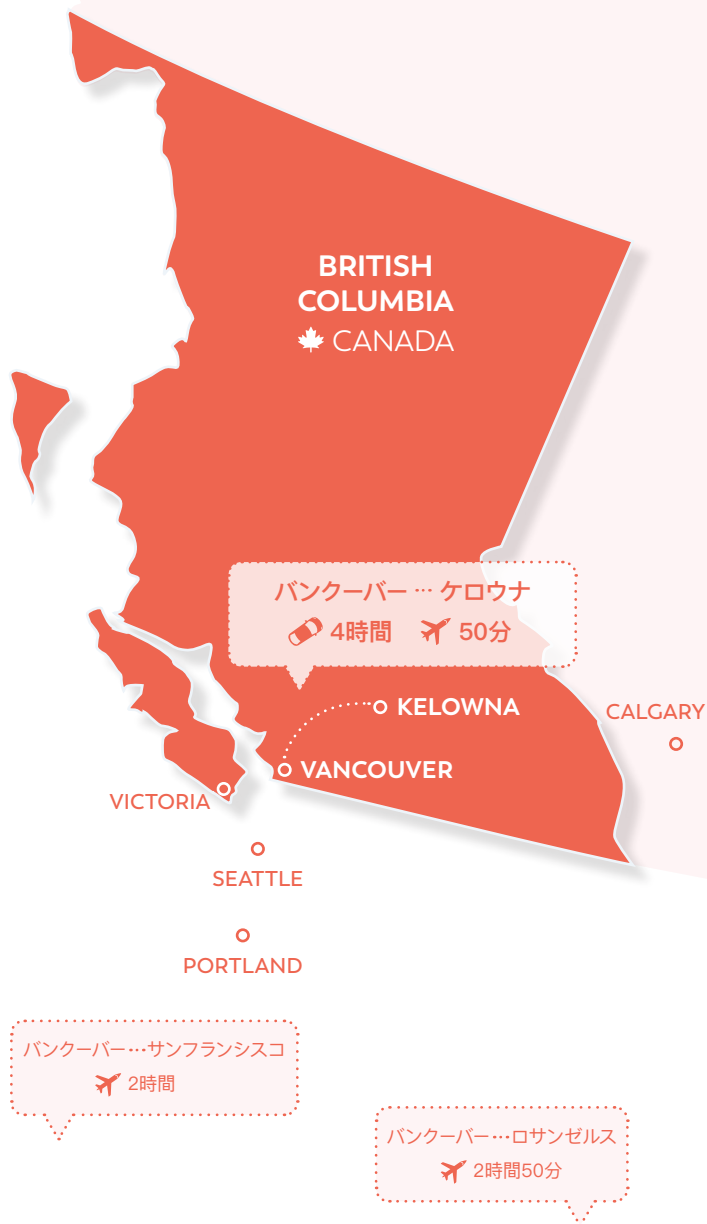 BRITISH
COLUMBIA
CANADA
バンクーバー … ケロウナ
4時間 50分
KELOWNA
CALGARY
VANCOUVER
VICTORIA
SEATTLE
PORTLAND
バンクーバー…サンフランシスコ
2時間
バンクーバー…ロサンゼルス
2時間50分